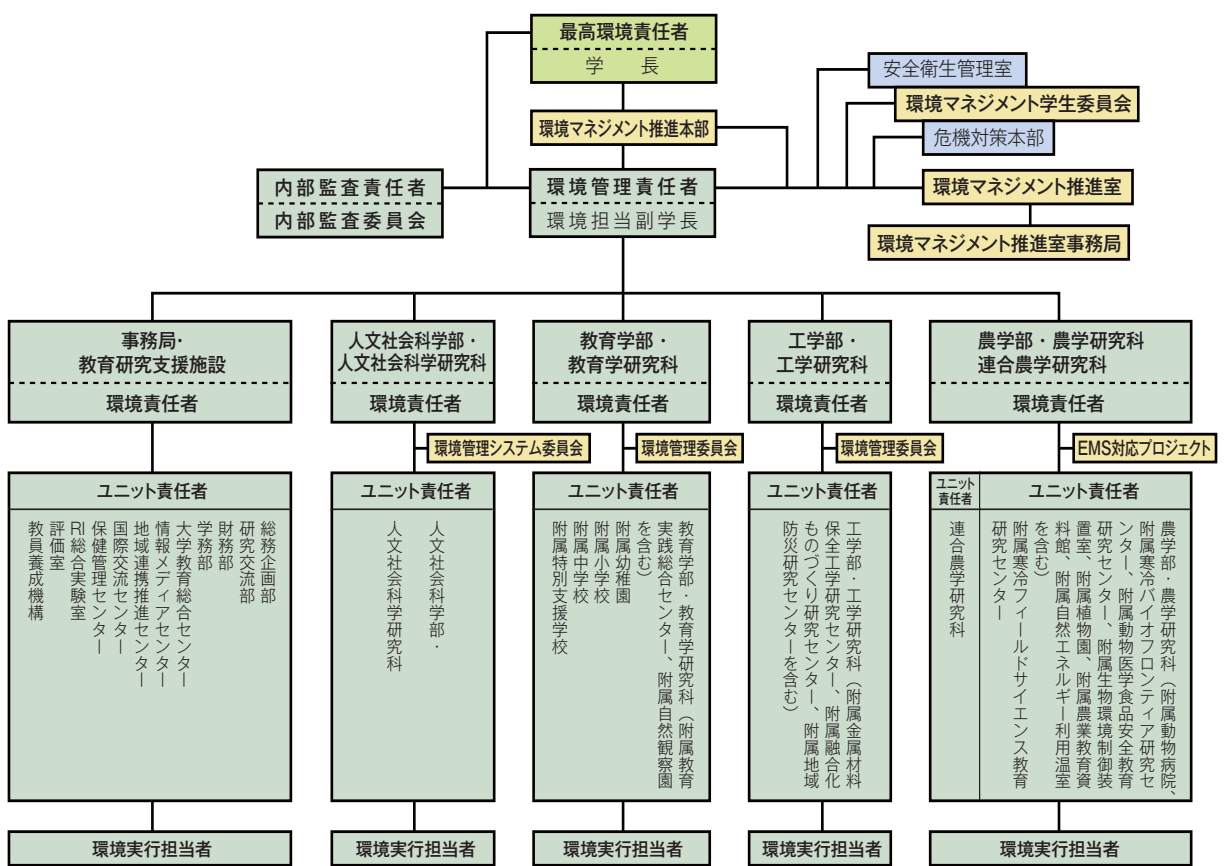 最高環境責任者
学　　長
環境マネジメント推進本部
内部監査責任者
内部監査委員会
環境管理責任者
環境担当副学長
安全衛生管理室
環境マネジメント学生委員会
危機対策本部
環境マネジメント推進室
環境マネジメント推進室事務局
事務局・
教育研究支援施設
環境責任者
人文社会科学部・
人文社会科学研究科
環境責任者
教育学部・
教育学研究科
環境責任者
工学部・
工学研究科
環境責任者
農学部・農学研究科
連合農学研究科
環境責任者
環境管理システム委員会
環境管理委員会
環境管理委員会
EMS対応プロジェクト
ユニット責任者
総務企画部
研究交流部
財務部
学務部
大学教育総合センター
情報メディアセンター
地域連携推進センター
国際交流センター
保健管理センター
RI総合実験室
評価室
教員養成機構
ユニット責任者
人文社会科学部・
人文社会科学研究科
ユニット責任者
教育学部・教育学研究科（附属教育
実践総合センター、附属自然観察園
を含む）
附属幼稚園
附属小学校
附属中学校
附属特別支援学校
ユニット責任者
工学部・工学研究科（附属金属材料
保全工学研究センター、附属融合化
ものづくり研究センター、附属地域
防災研究センターを含む）
ユニット
責任者
連合農学研究科
ユニット責任者
農学部・農学研究科（附属動物病院、
附属寒冷バイオフロンティア研究セ
ンター、附属動物医学食品安全教育
研究センター、附属生物環境制御装
置室、附属植物園、附属農業教育資
料館、附属自然エネルギー利用温室
を含む）
附属寒冷フィールドサイエンス教育
研究センター
環境実行担当者
環境実行担当者
環境実行担当者
環境実行担当者
環境実行担当者